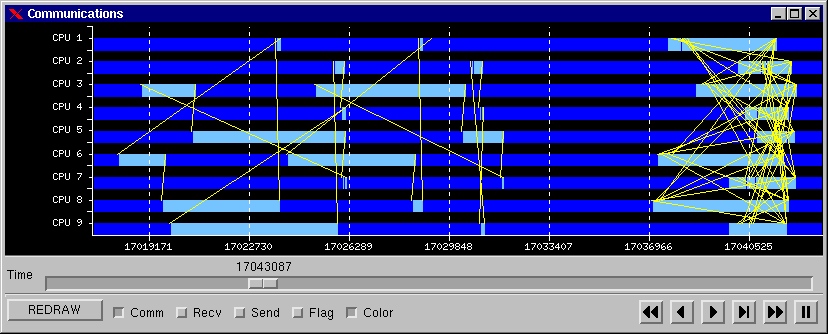 Communications
CPU 1
CPU 2
CPU 3
CPU 4
CPU 5
CPU 6
CPU 7
CPU 8
CPU 9
17019171 17022730 17026289 17029848 17033407 17036966 17040525
17043087
Time
REDRAW Comm Recv Send Flag Color